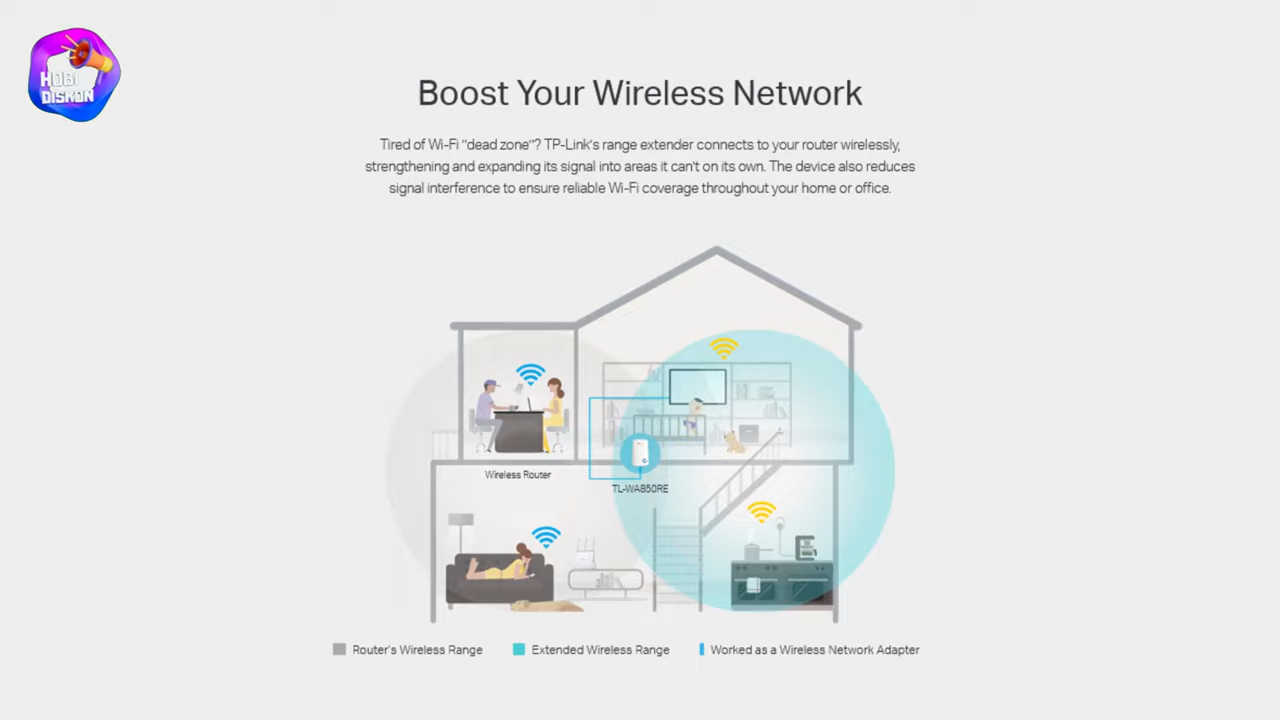 HOBI
DISKON
Boost Your Wireless Network
Tired of Wi-Fi "dead zone"? TP-Link's range extender connects to your router wirelessly,
strengthening and expanding its signal into areas it can't on its own. The device also reduces
signal interference to ensure reliable Wi-Fi coverage throughout your home or office.
Wireless Router
TL-WA850RE
Router's Wireless Range
Extended Wireless Range
Worked as a Wireless Network Adapter